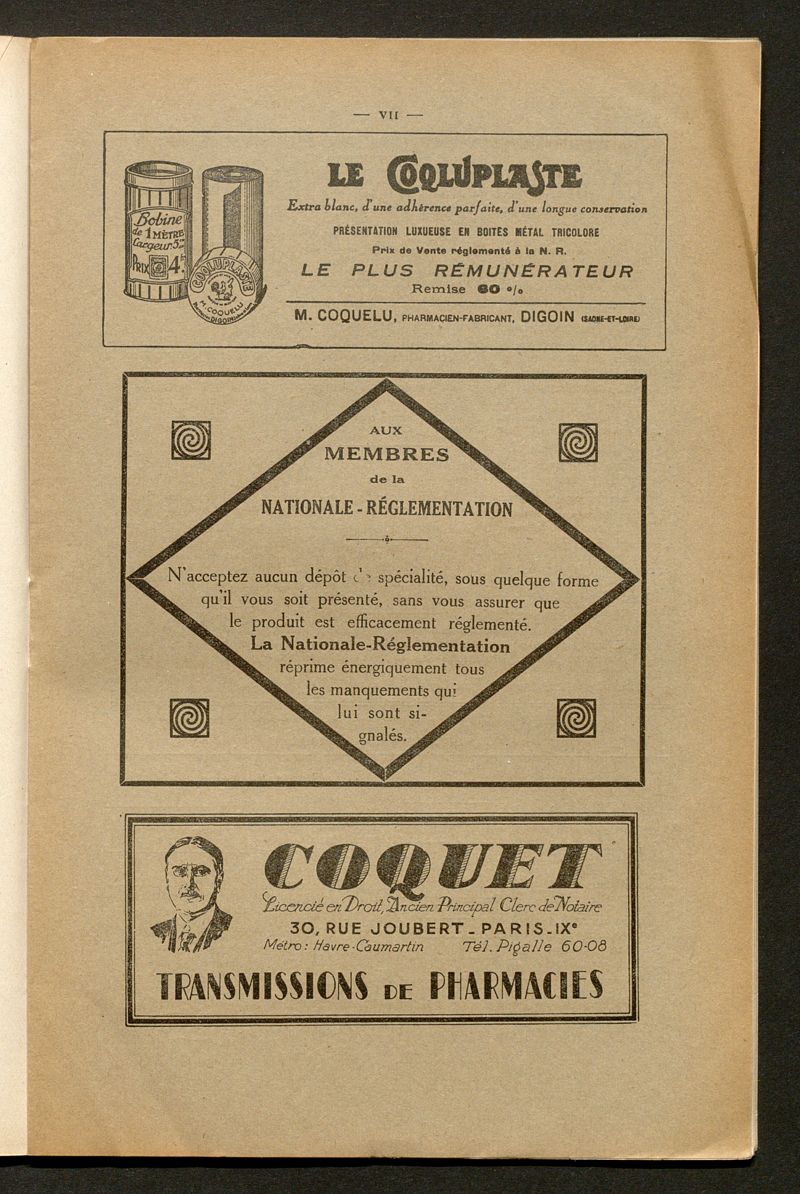 — VII —
Bobine
de 1 MÈTRE
Largeur 5
PRIX 4
COQLUPLASTE
M. COQUELU
DIGOIN
LE COQLUPLASTE
Extra blanc, d'une adhèrence parfaite, d'une longue conservation
PRÉSENTATION LUXUEUSE EN BOITES MÉTAL TRICOLORE
Prix de Vente réglementé à la N. R.
LE PLUS RÉMUNÉRATEUR
Remise 60 %
M. COQUELU, PHARMACIEN-FABRICANT, DIGOIN (SAONE-ET-LOIRE)
AUX
MEMBRES
de la
NATIONALE-RÉGLEMENTATION
N'acceptez aucun dépôt de spécialité, sous quelque forme
qu'il vous soit présenté, sans vous assurer que
le produit est efficacement réglementé.
La Nationale-Réglementation
réprime énergiquement tous
les manquements qui
lui sont si-
gnalés.
COQUET
Licencié en Droit, Ancien Principal Clerc de Notaire
30, RUE JOUBERT - PARIS-IXe
Métro : Havre-Caumartin Tél. Pigalle 60-08
TRANSMISSIONS DE PHARMACIES